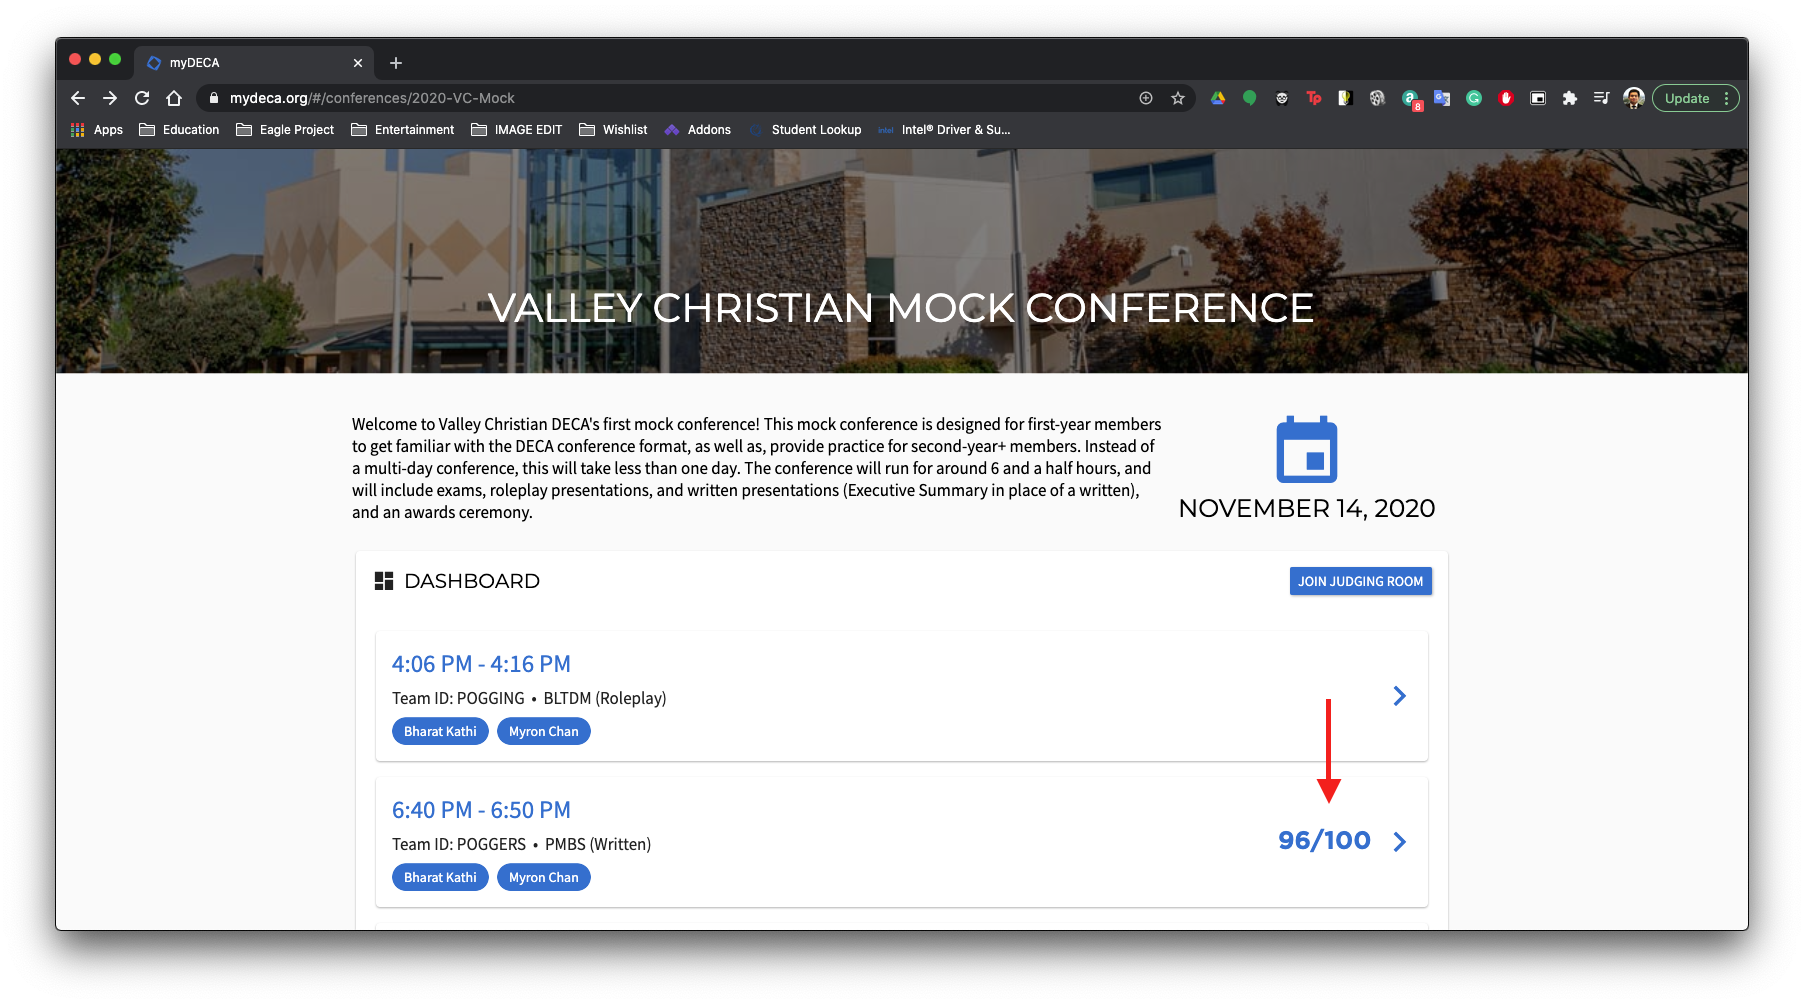 myDECA
mydeca.org/#/conferences/2020-VC-Mock
Tp
a
8
G
Update
Apps
Education
Eagle Project
Entertainment
IMAGE EDIT
Wishlist
Addons
Student Lookup
intel
Intel® Driver & Su...
VALLEY CHRISTIAN MOCK CONFERENCE
Welcome to Valley Christian DECA's first mock conference! This mock conference is designed for first-year members
to get familiar with the DECA conference format, as well as, provide practice for second-year+ members. Instead of
a multi-day conference, this will take less than one day. The conference will run for around 6 and a half hours, and
will include exams, roleplay presentations, and written presentations (Executive Summary in place of a written),
and an awards ceremony.
NOVEMBER 14, 2020
DASHBOARD
JOIN JUDGING ROOM
4:06 PM - 4:16 PM
Team ID: POGGING • BLTDM (Roleplay)
Bharat Kathi
Myron Chan
6:40 PM - 6:50 PM
Team ID: POGGERS • PMBS (Written)
96/100
Bharat Kathi
Myron Chan